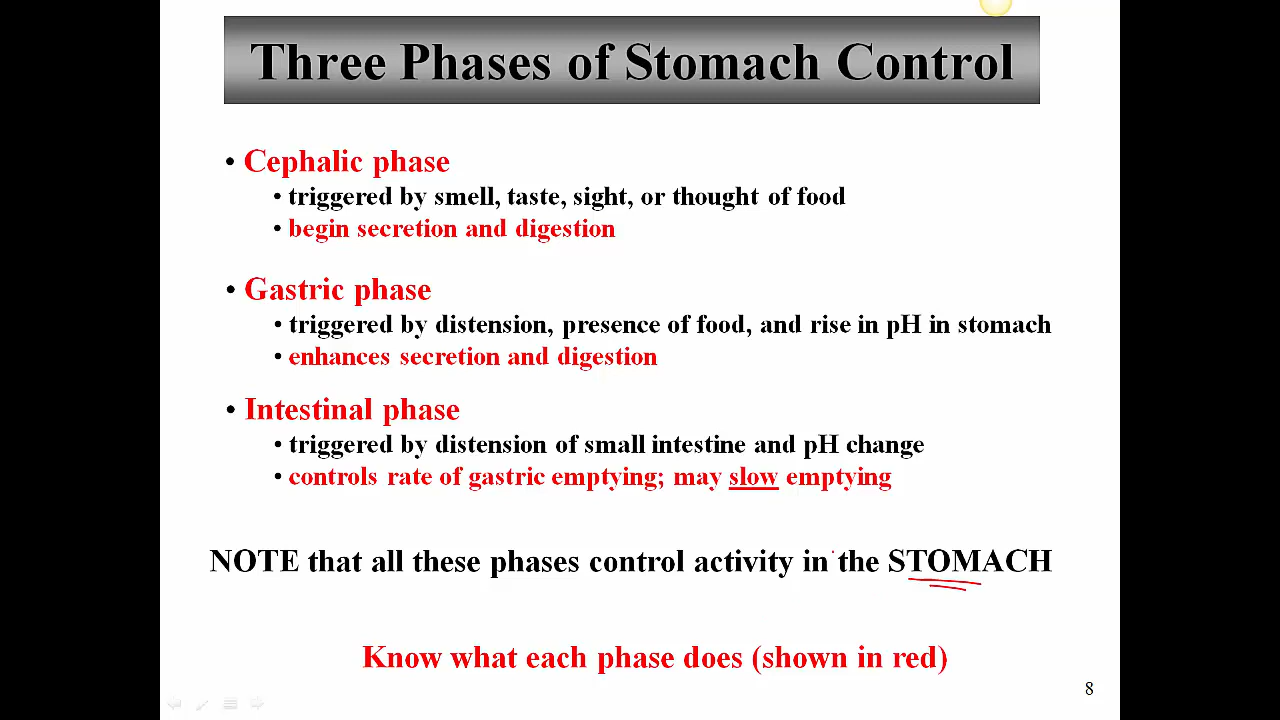 Three Phases of Stomach Control
• Cephalic phase
• triggered by smell, taste, sight, or thought of food
• begin secretion and digestion
• Gastric phase
• triggered by distension, presence of food, and rise in pH in stomach
• enhances secretion and digestion
• Intestinal phase
• triggered by distension of small intestine and pH change
• controls rate of gastric emptying; may slow emptying
NOTE that all these phases control activity in the STOMACH
Know what each phase does (shown in red)
8